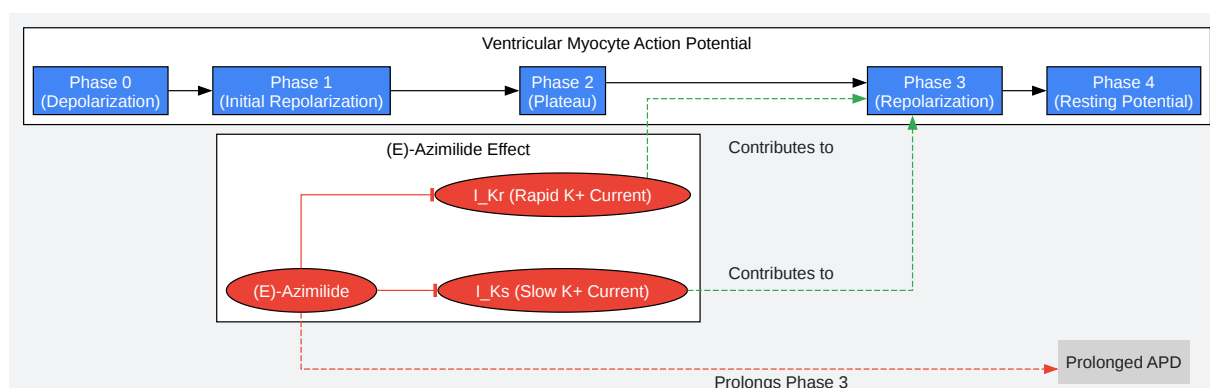 Ventricular Myocyte Action Potential
Phase 0
(Depolarization)
Phase 1
(Initial Repolarization)
Phase 2
(Plateau)
Phase 3
(Repolarization)
Phase 4
(Resting Potential)
(E)-Azimilide Effect
Contributes to
I_Kr (Rapid K+ Current)
Contributes to
(E)-Azimilide
I_Ks (Slow K+ Current)
Prolonged APD
Prolongs Phase 3